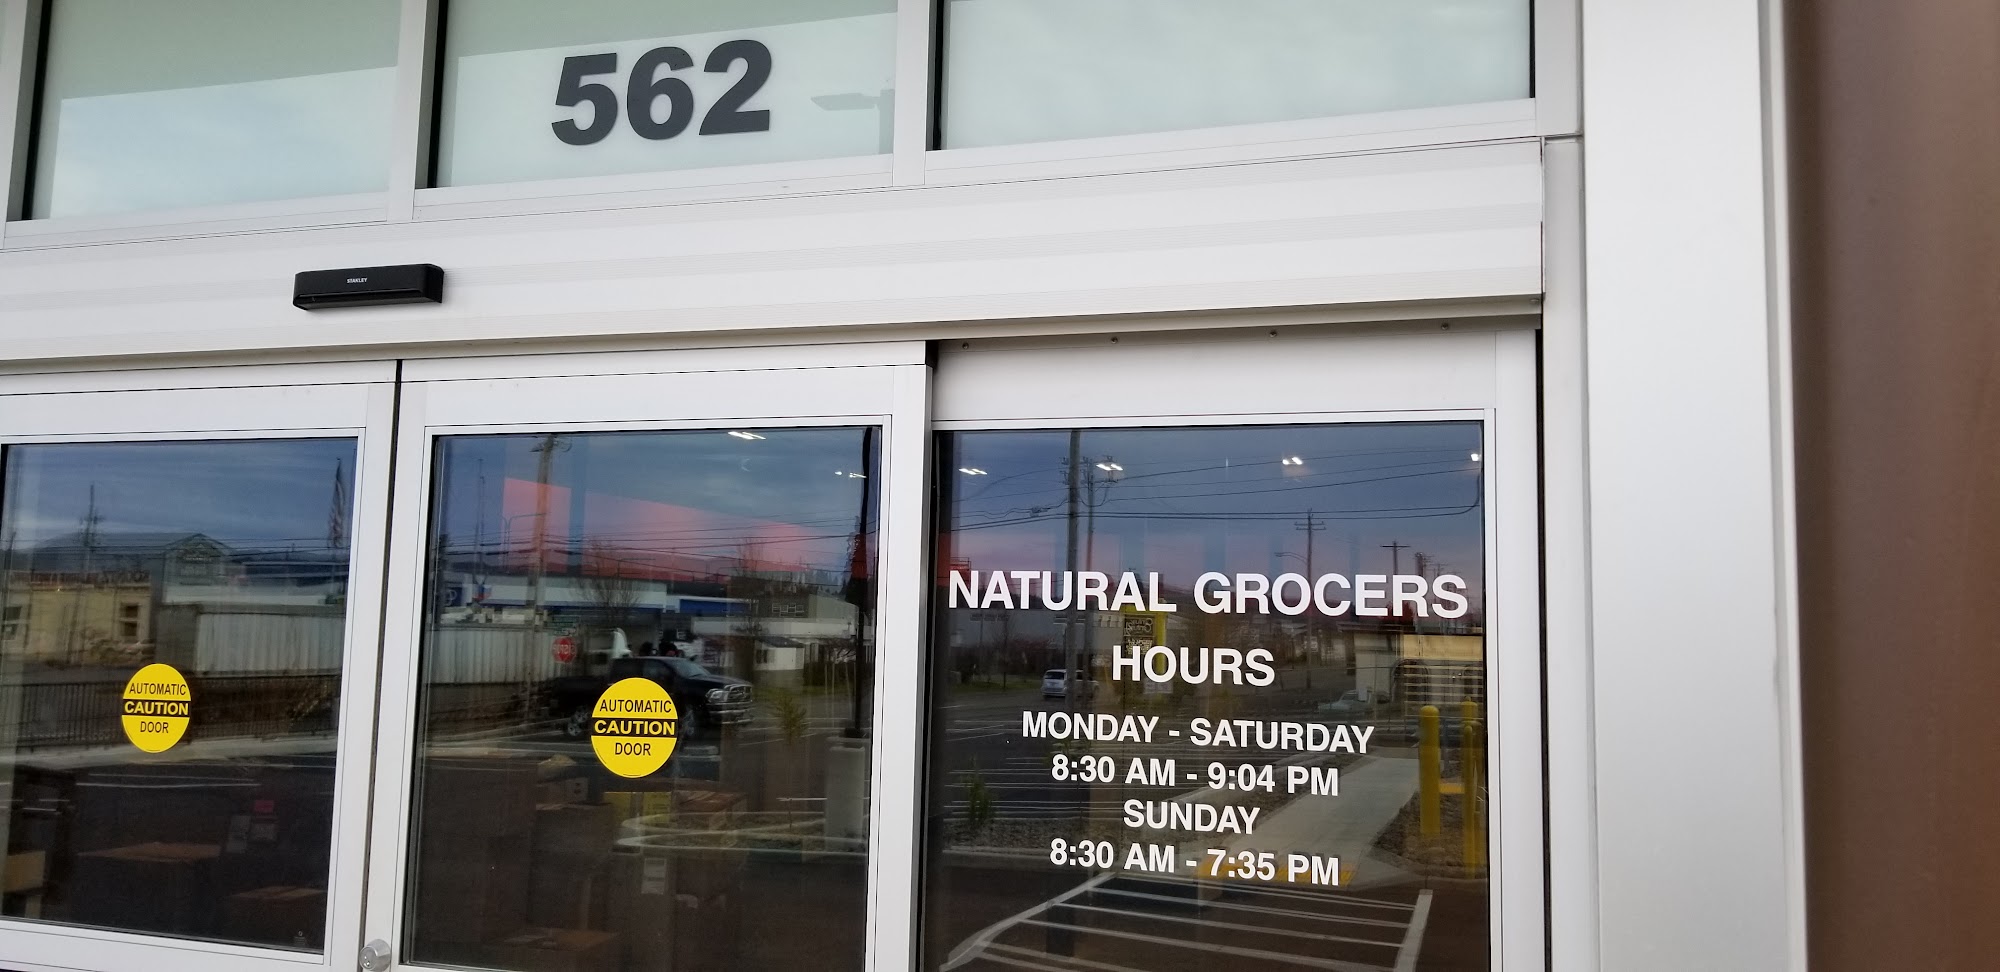 562
STANLEY
NATURAL GROCERS
HOURS
MONDAY - SATURDAY
8:30 AM - 9:04 PM
SUNDAY
8:30 AM - 7:35 PM
AUTOMATIC
CAUTION
DOOR
AUTOMATIC
CAUTION
DOOR